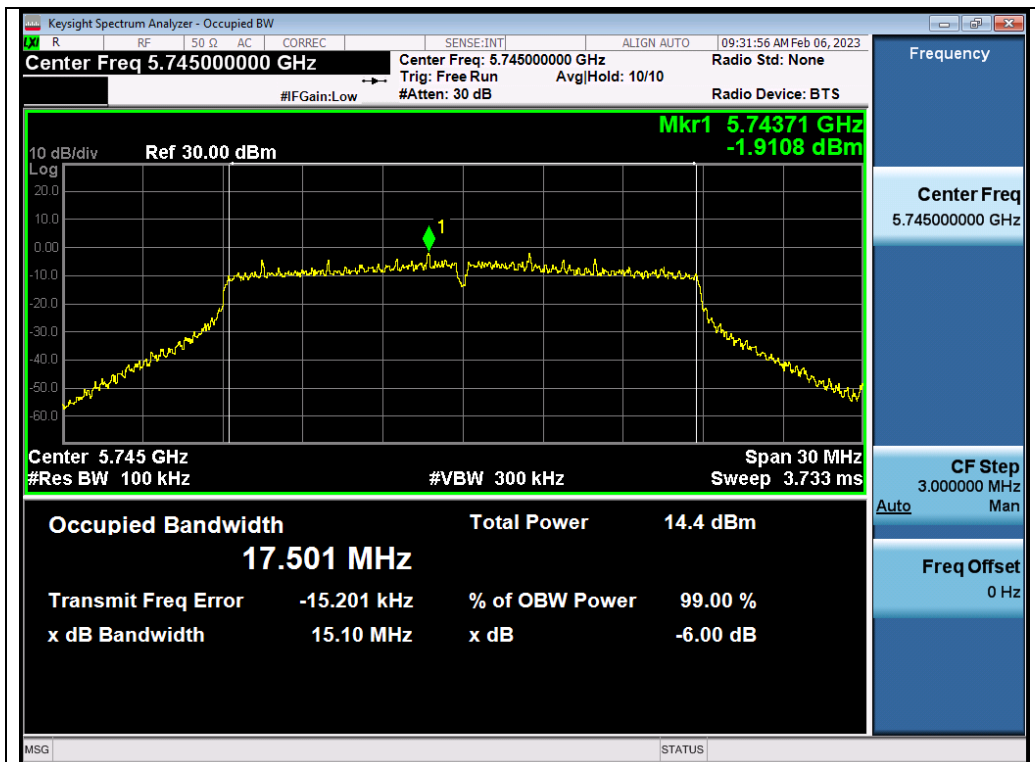 Keysight Spectrum Analyzer - Occupied BW
LXI R RF 50 Ω AC CORREC SENSE:INT ALIGN AUTO 09:31:56 AM Feb 06, 2023
Center Freq 5.745000000 GHz
Center Freq: 5.745000000 GHz
Radio Std: None
Trig: Free Run Avg|Hold: 10/10
#IFGain:Low
#Atten: 30 dB
Radio Device: BTS
Frequency
Mkr1 5.74371 GHz
-1.9108 dBm
10 dB/div Ref 30.00 dBm
Log
20.0
10.0
0.00
-10.0
-20.0
-30.0
-40.0
-50.0
-60.0
1
Center 5.745 GHz Span 30 MHz
#Res BW 100 kHz #VBW 300 kHz Sweep 3.733 ms
Occupied Bandwidth Total Power 14.4 dBm
17.501 MHz
Transmit Freq Error -15.201 kHz % of OBW Power 99.00 %
x dB Bandwidth 15.10 MHz x dB -6.00 dB
Center Freq
5.745000000 GHz
CF Step
3.000000 MHz
Auto Man
Freq Offset
0 Hz
MSG STATUS